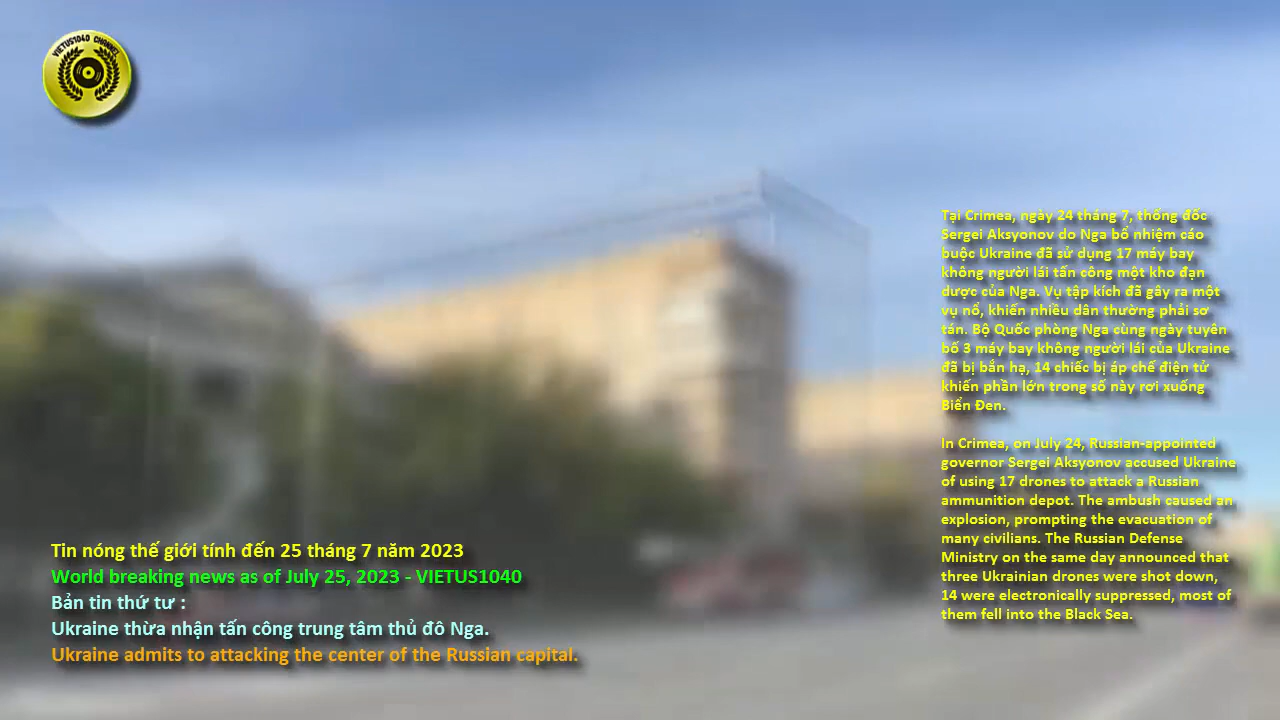 VIETUS1040 CHANNEL
Tại Crimea, ngày 24 tháng 7, thống đốc
Sergei Aksyonov do Nga bổ nhiệm cáo
buộc Ukraine đã sử dụng 17 máy bay
không người lái tấn công một kho đạn
dược của Nga. Vụ tập kích đã gây ra một
vụ nổ, khiến nhiều dân thường phải sơ
tán. Bộ Quốc phòng Nga cùng ngày tuyên
bố 3 máy bay không người lái của Ukraine
đã bị bắn hạ, 14 chiếc bị áp chế điện tử
khiến phần lớn trong số này rơi xuống
Biển Đen.
In Crimea, on July 24, Russian-appointed
governor Sergei Aksyonov accused Ukraine
of using 17 drones to attack a Russian
ammunition depot. The ambush caused an
explosion, prompting the evacuation of
many civilians. The Russian Defense
Ministry on the same day announced that
three Ukrainian drones were shot down,
14 were electronically suppressed, most of
them fell into the Black Sea.
Tin nóng thế giới tính đến 25 tháng 7 năm 2023
World breaking news as of July 25, 2023 - VIETUS1040
Bản tin thứ tư :
Ukraine thừa nhận tấn công trung tâm thủ đô Nga.
Ukraine admits to attacking the center of the Russian capital.